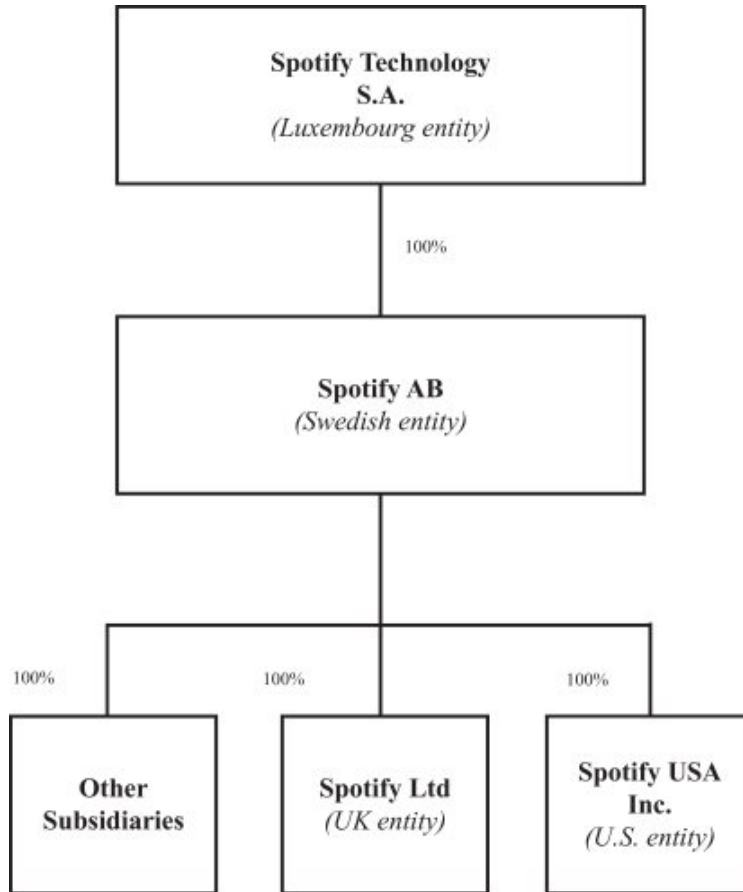 Spotify Technology
S.A.
(Luxembourg entity)
100%
Spotify AB
(Swedish entity)
100%
100%
100%
Other
Subsidiaries
Spotify Ltd
(UK entity)
Spotify USA
Inc.
(U.S. entity)